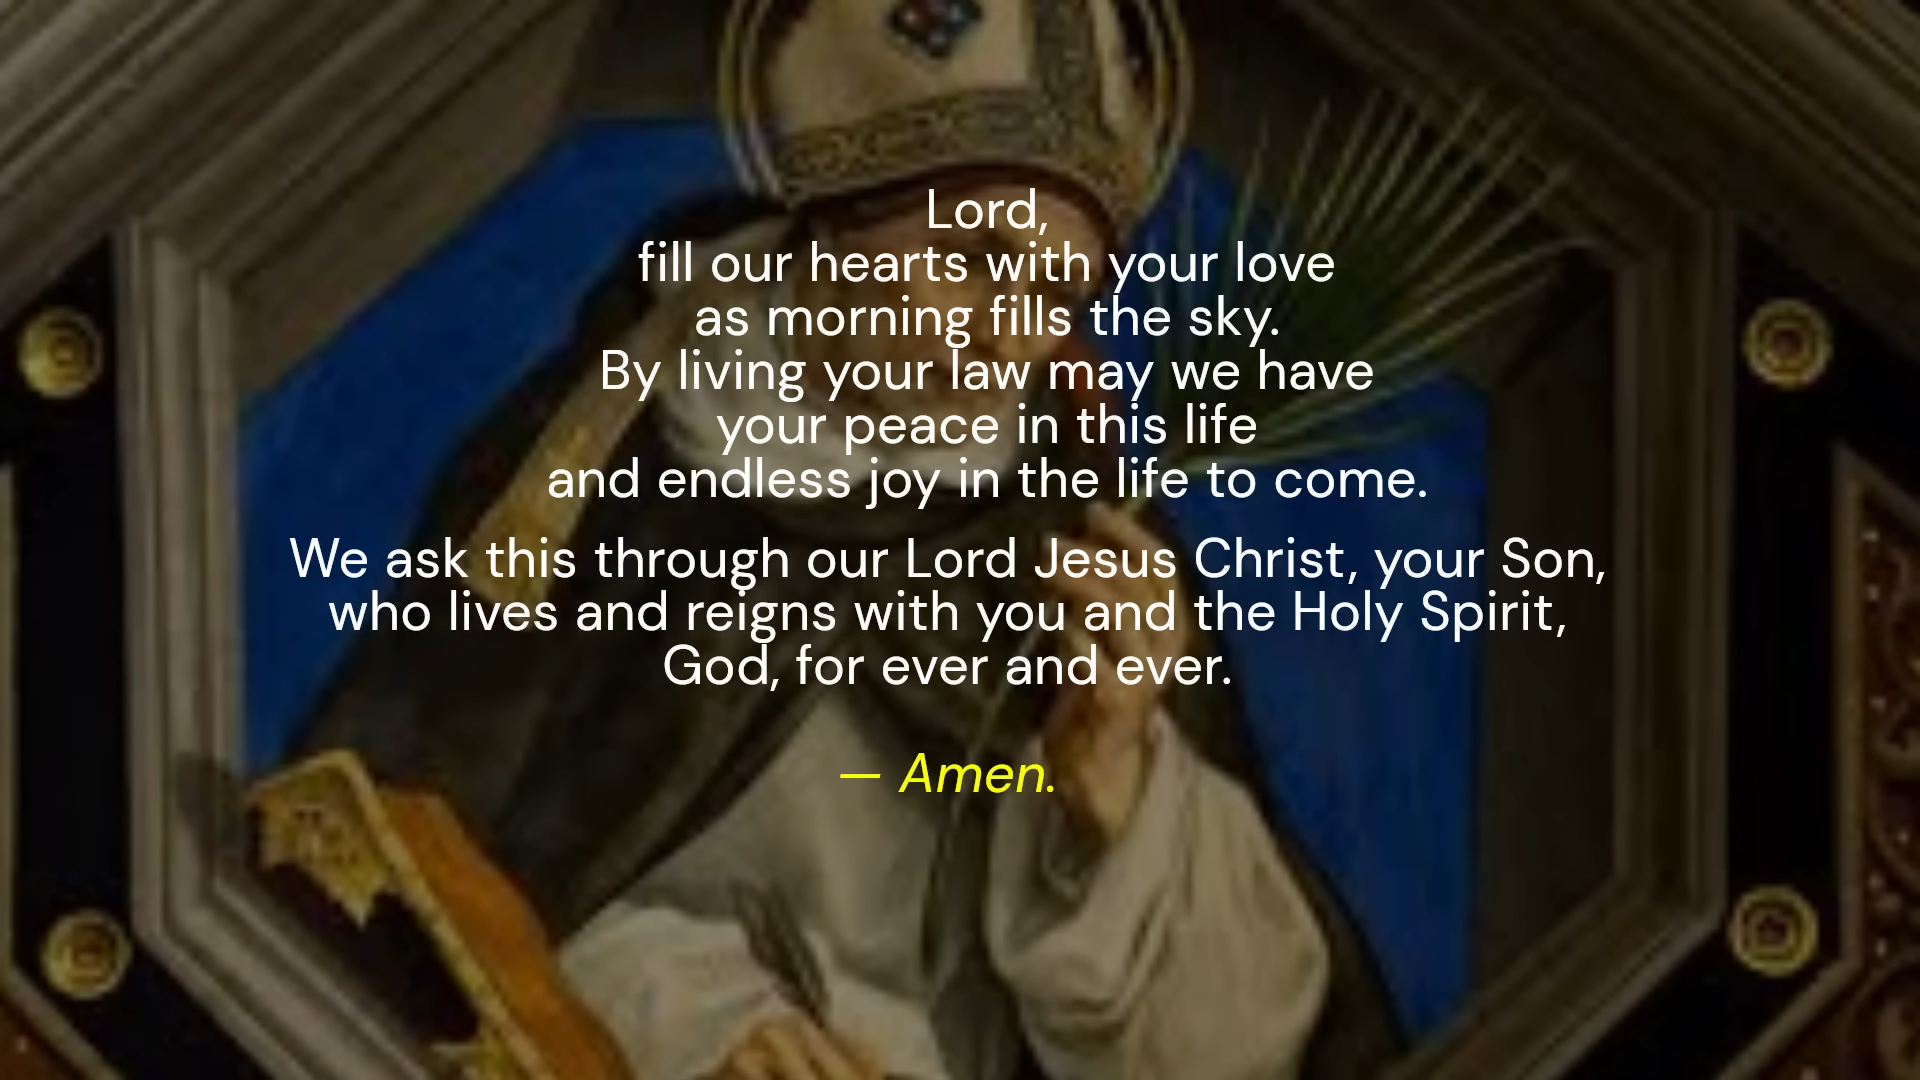 Lord,
fill our hearts with your love
as morning fills the sky.
By living your law may we have
your peace in this life
and endless joy in the life to come.
We ask this through our Lord Jesus Christ, your Son,
who lives and reigns with you and the Holy Spirit,
God, for ever and ever.
— Amen.